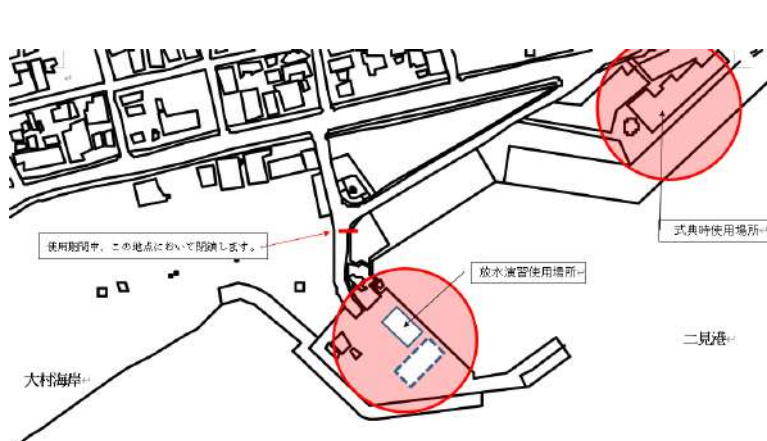 式典時使用場所
使用期間中、この地点において閉鎖します。
放水演習使用場所
二見港
大村海岸